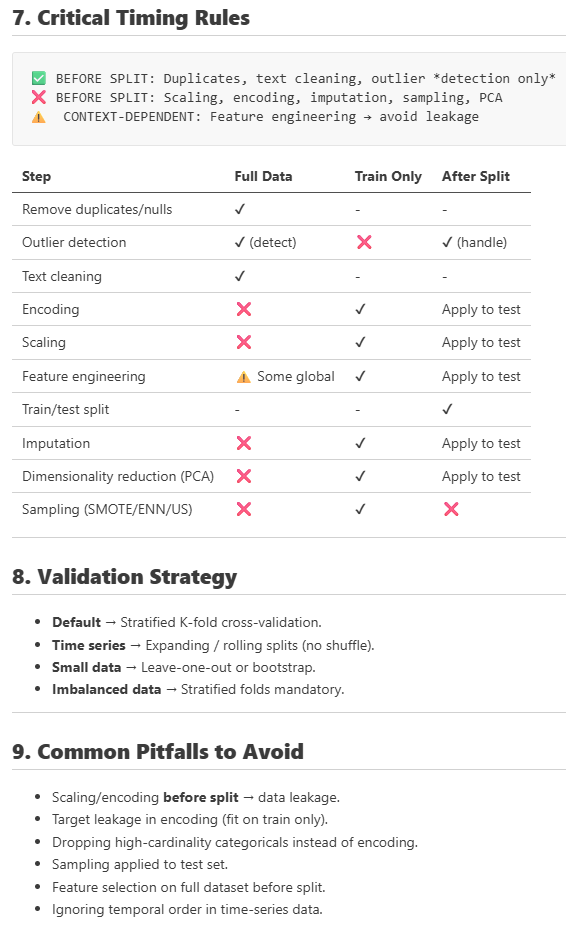 7. Critical Timing Rules
✅ BEFORE SPLIT: Duplicates, text cleaning, outlier *detection only*
❌ BEFORE SPLIT: Scaling, encoding, imputation, sampling, PCA
⚠️ CONTEXT-DEPENDENT: Feature engineering → avoid leakage
Step Full Data Train Only After Split
Remove duplicates/nulls ✓ - -
Outlier detection ✓ (detect) ❌ ✓ (handle)
Text cleaning ✓ - -
Encoding ❌ ✓ Apply to test
Scaling ❌ ✓ Apply to test
Feature engineering ⚠️ Some global ✓ Apply to test
Train/test split - - ✓
Imputation ❌ ✓ Apply to test
Dimensionality reduction (PCA) ❌ ✓ Apply to test
Sampling (SMOTE/ENN/US) ❌ ✓ ❌
8. Validation Strategy
• Default → Stratified K-fold cross-validation.
• Time series → Expanding / rolling splits (no shuffle).
• Small data → Leave-one-out or bootstrap.
• Imbalanced data → Stratified folds mandatory.
9. Common Pitfalls to Avoid
• Scaling/encoding before split → data leakage.
• Target leakage in encoding (fit on train only).
• Dropping high-cardinality categoricals instead of encoding.
• Sampling applied to test set.
• Feature selection on full dataset before split.
• Ignoring temporal order in time-series data.